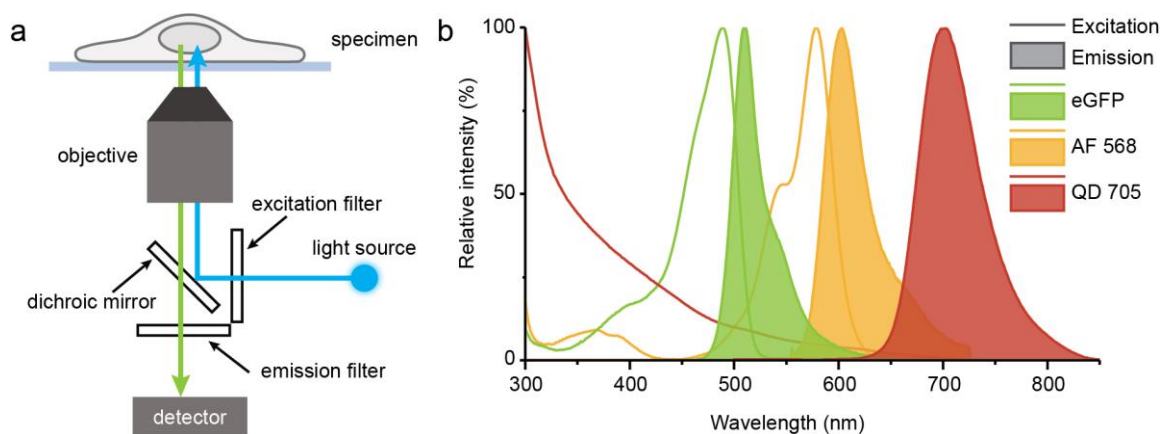 a
specimen
objective
excitation filter
light source
dichroic mirror
emission filter
detector
b
Relative intensity (%)
100
50
0
300
400
500
600
700
800
Wavelength (nm)
Excitation
Emission
eGFP
AF 568
QD 705